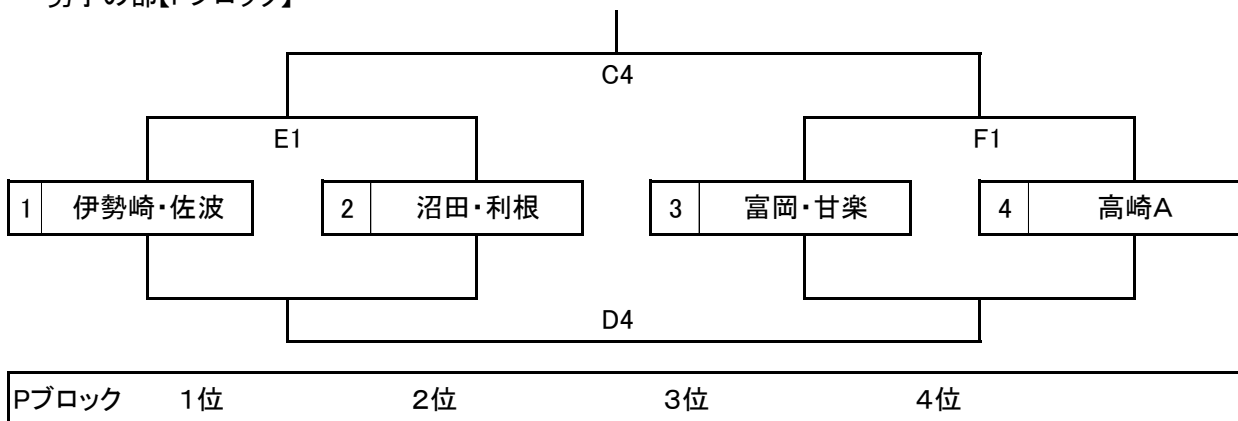 男子の部【Pブロック】
C4
E1 F1
1 伊勢崎・佐波 2 沼田・利根 3 富岡・甘楽 4 高崎A
D4
Pブロック 1位 2位 3位 4位